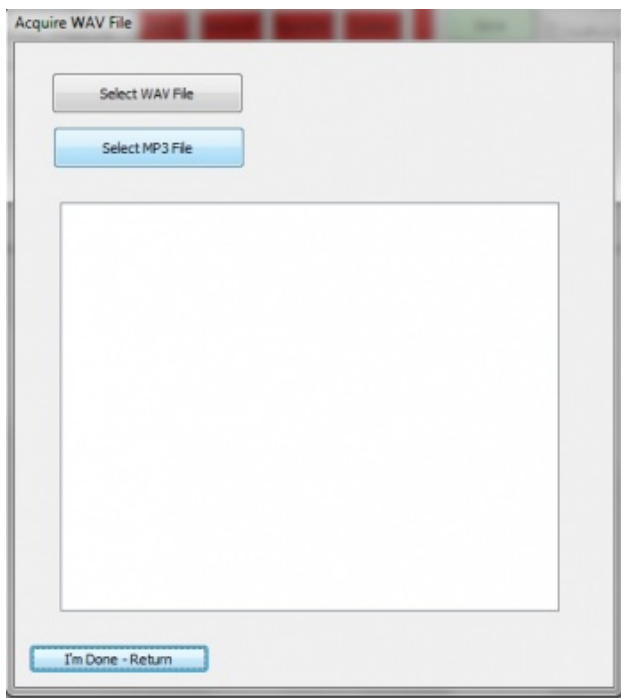 Acquire WAV File
Select WAV File
Select MP3 File
I'm Done - Return